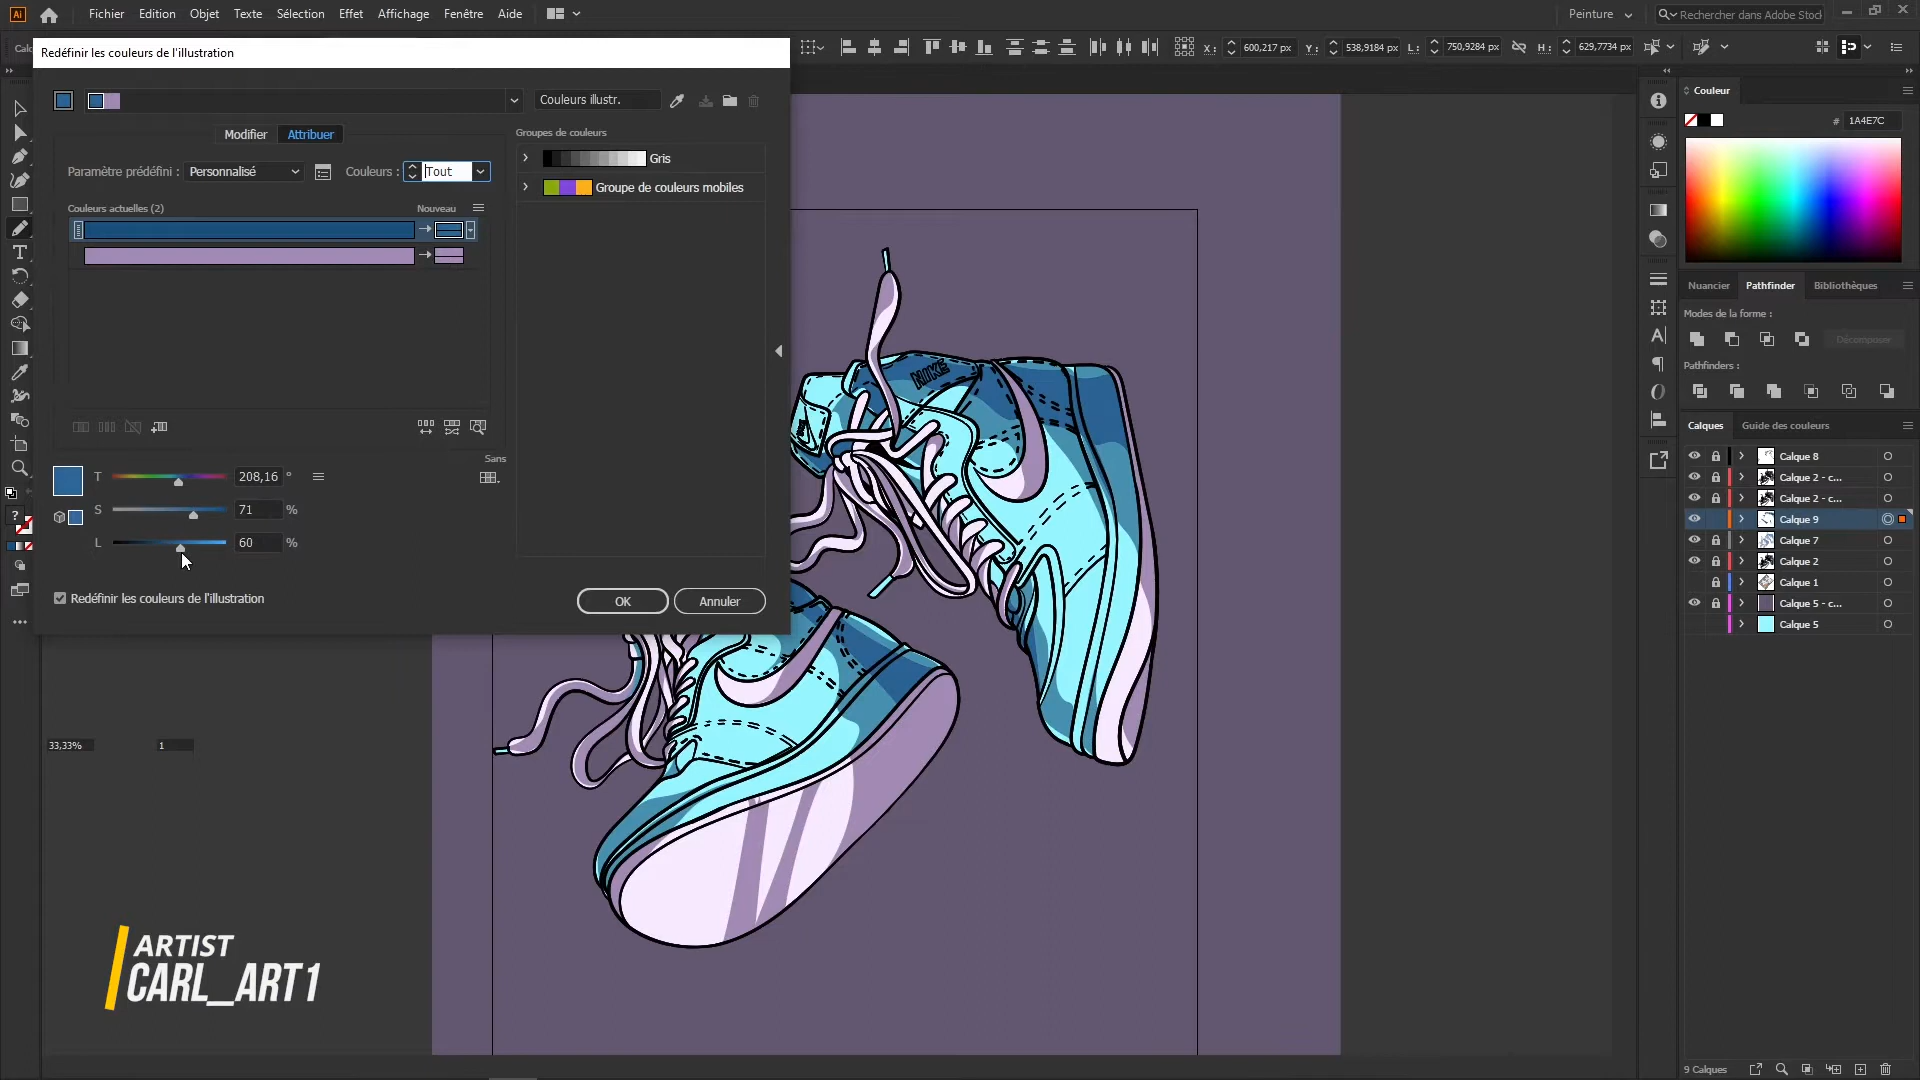 Ai
Fichier Edition Objet Texte Sélection Effet Affichage Fenêtre Aide
Peinture
Rechercher dans Adobe Stock
X : 600,217 px Y : 538,9184 px L : 750,9284 px H : 629,7734 px
Redéfinir les couleurs de l'illustration
Couleurs illustr.
Modifier Attribuer
Paramètre prédéfini : Personnalisé Couleurs : Tout
Couleurs actuelles (2) Nouveau
Groupes de couleurs
Gris
Groupe de couleurs mobiles
Sans
T 208,16 °
S 71 %
L 60 %
Redéfinir les couleurs de l'illustration
OK Annuler
33,33% 1
NIKE
ARTIST
CARL_ART1
Couleur
# 1A4E7C
Nuancier Pathfinder Bibliothèques
Modes de la forme :
Décomposer
Pathfinders :
Calques Guide des couleurs
Calque 8
Calque 2 - c...
Calque 2 - c...
Calque 9
Calque 7
Calque 2
Calque 1
Calque 5 - c...
Calque 5
9 Calques